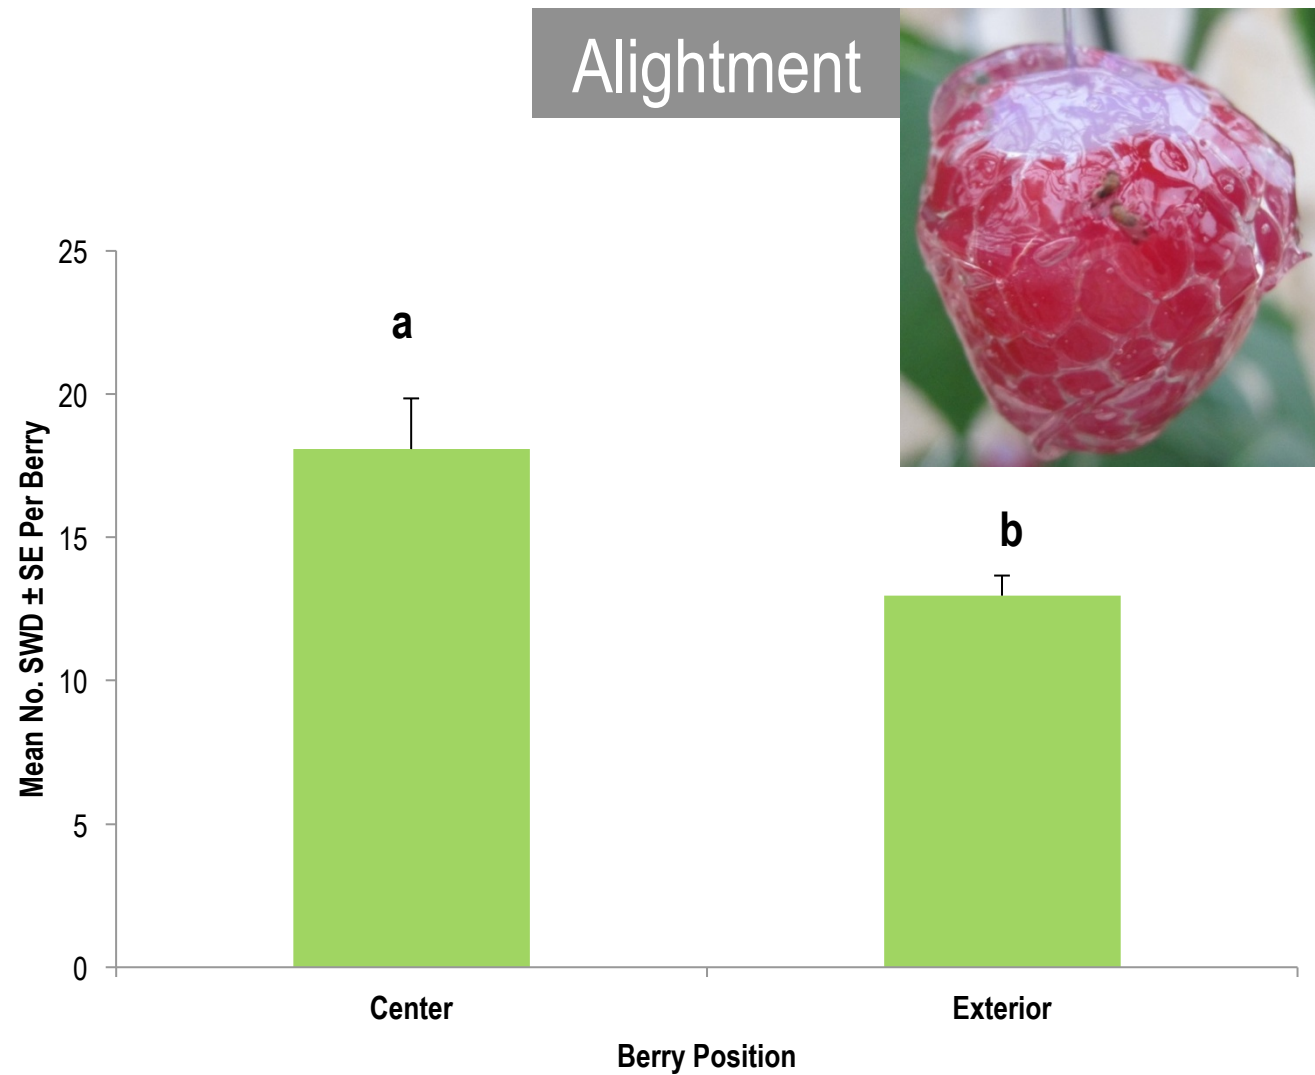 Alightment
25
20
15
10
5
0
a
b
Mean No. SWD ± SE Per Berry
Center
Exterior
Berry Position